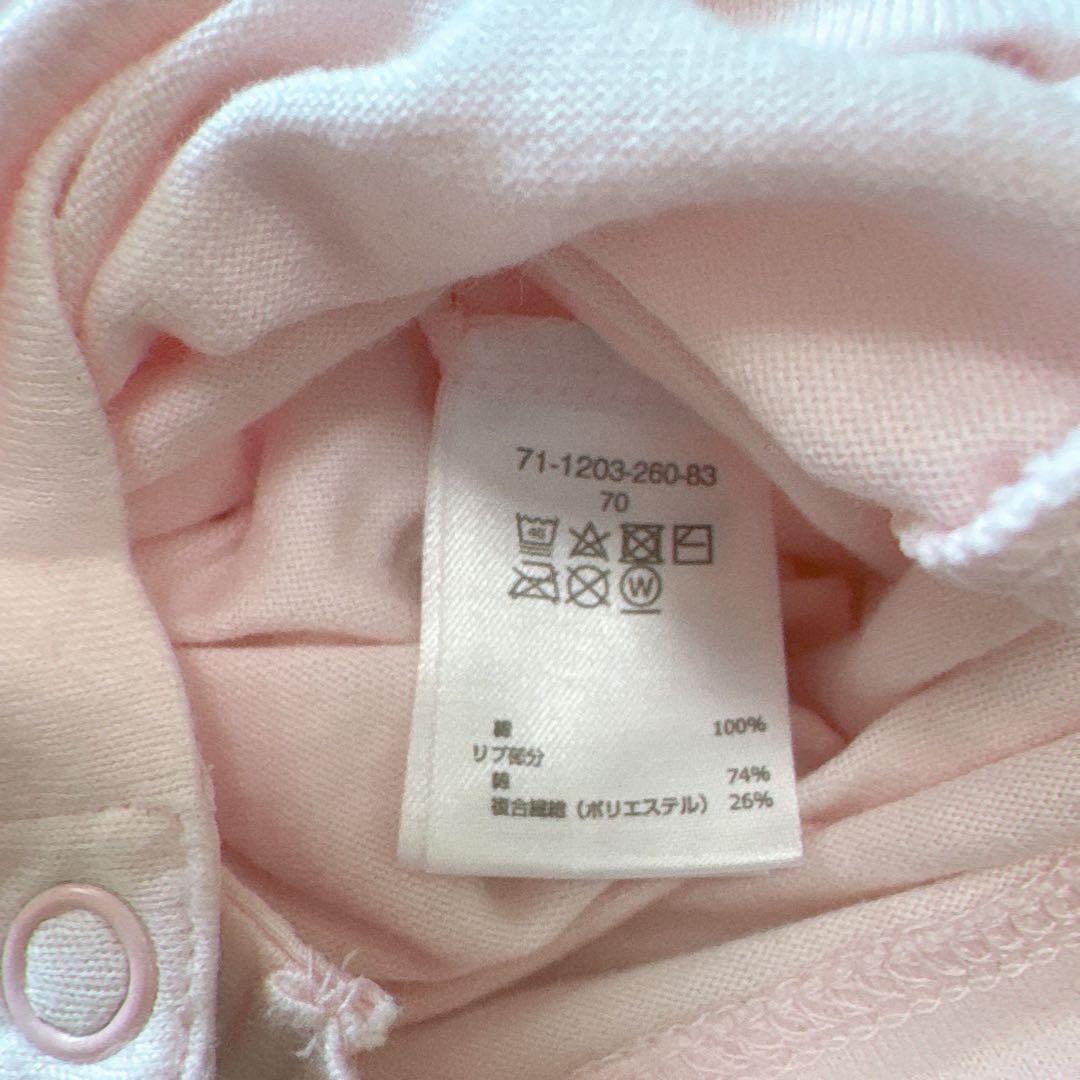 71-1203-260-83
70
40
W
綿 100%
リブ部分
綿 74%
複合繊維（ポリエステル） 26%